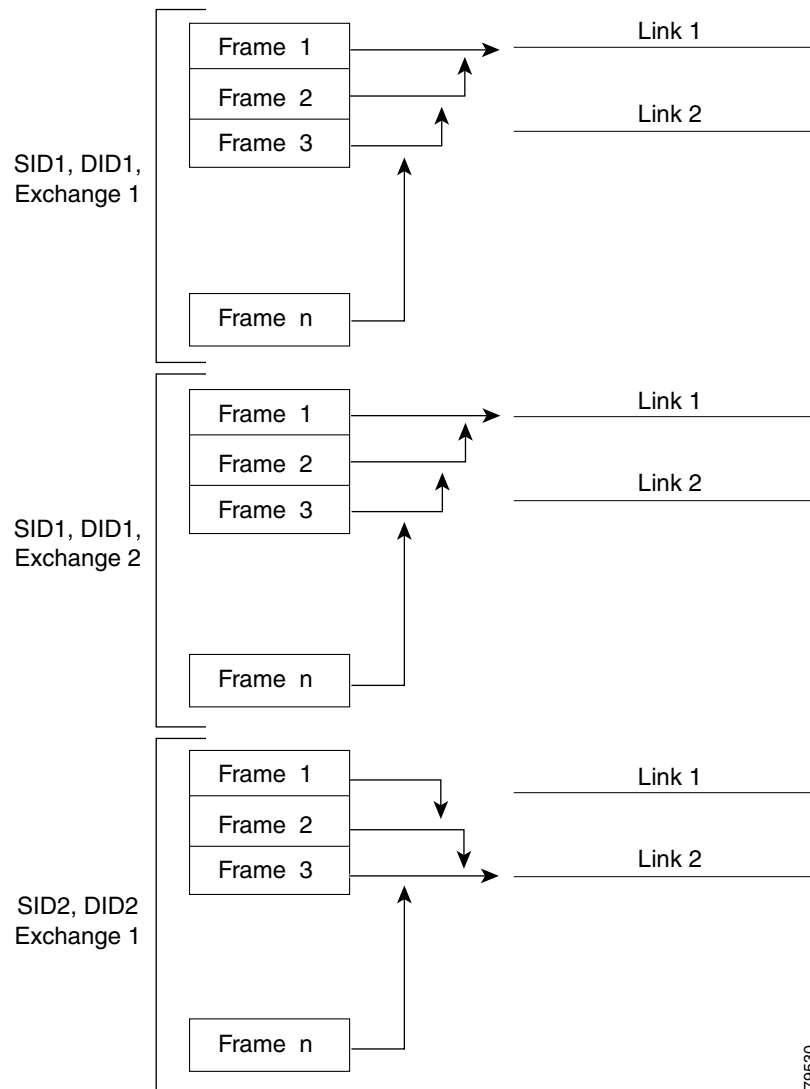 Frame 1
Link 1
Frame 2
Link 2
Frame 3
SID1, DID1,
Exchange 1
Frame n
Frame 1
Link 1
Frame 2
Link 2
Frame 3
SID1, DID1,
Exchange 2
Frame n
Frame 1
Link 1
Frame 2
Link 2
Frame 3
SID2, DID2
Exchange 1
Frame n
79530